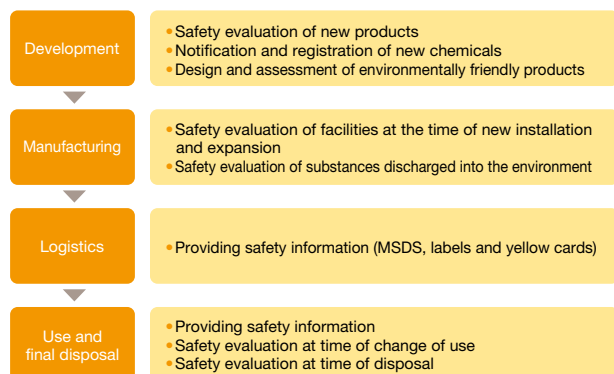 Development
• Safety evaluation of new products
• Notification and registration of new chemicals
• Design and assessment of environmentally friendly products
Manufacturing
• Safety evaluation of facilities at the time of new installation
and expansion
• Safety evaluation of substances discharged into the environment
Logistics
• Providing safety information (MSDS, labels and yellow cards)
Use and
final disposal
• Providing safety information
• Safety evaluation at time of change of use
• Safety evaluation at time of disposal